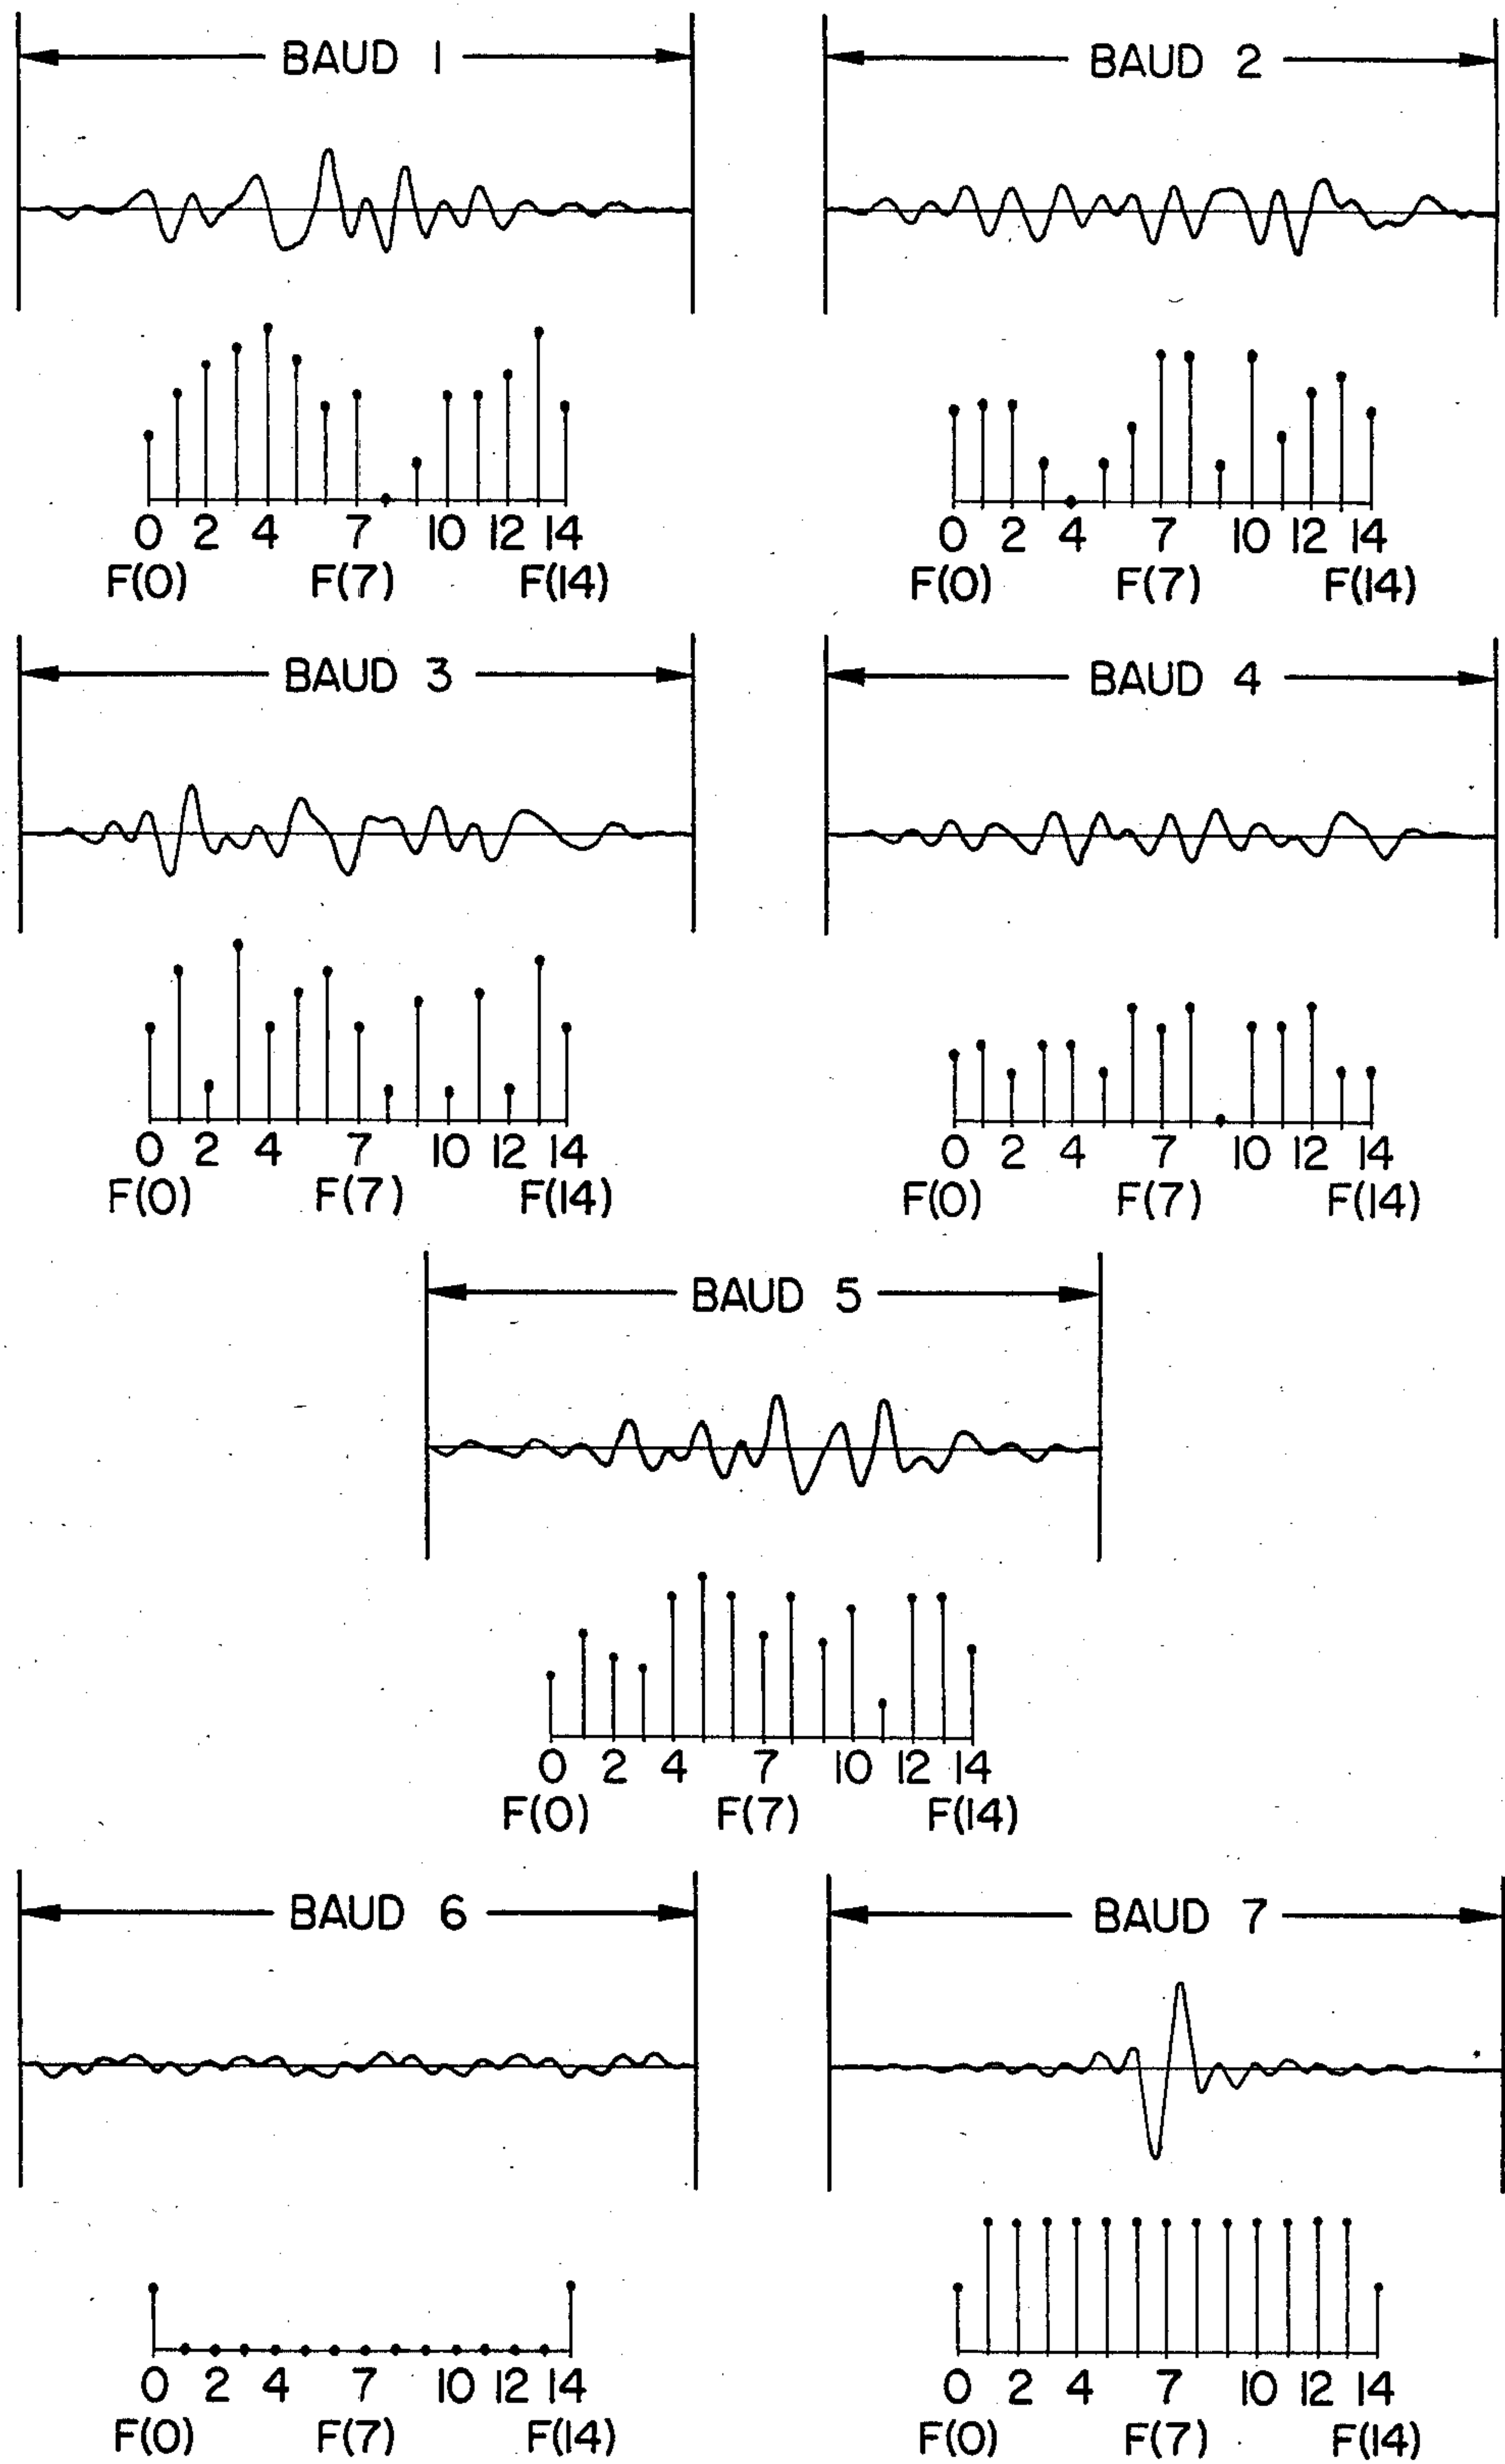 BAUD 1 BAUD 2
0 2 4 7 10 12 14 0 2 4 7 10 12 14
F(0) F(7) F(14) F(0) F(7) F(14)
BAUD 3 BAUD 4
0 2 4 7 10 12 14 0 2 4 7 10 12 14
F(0) F(7) F(14) F(0) F(7) F(14)
BAUD 5
0 2 4 7 10 12 14
F(0) F(7) F(14)
BAUD 6 BAUD 7
0 2 4 7 10 12 14 0 2 4 7 10 12 14
F(0) F(7) F(14) F(0) F(7) F(14)